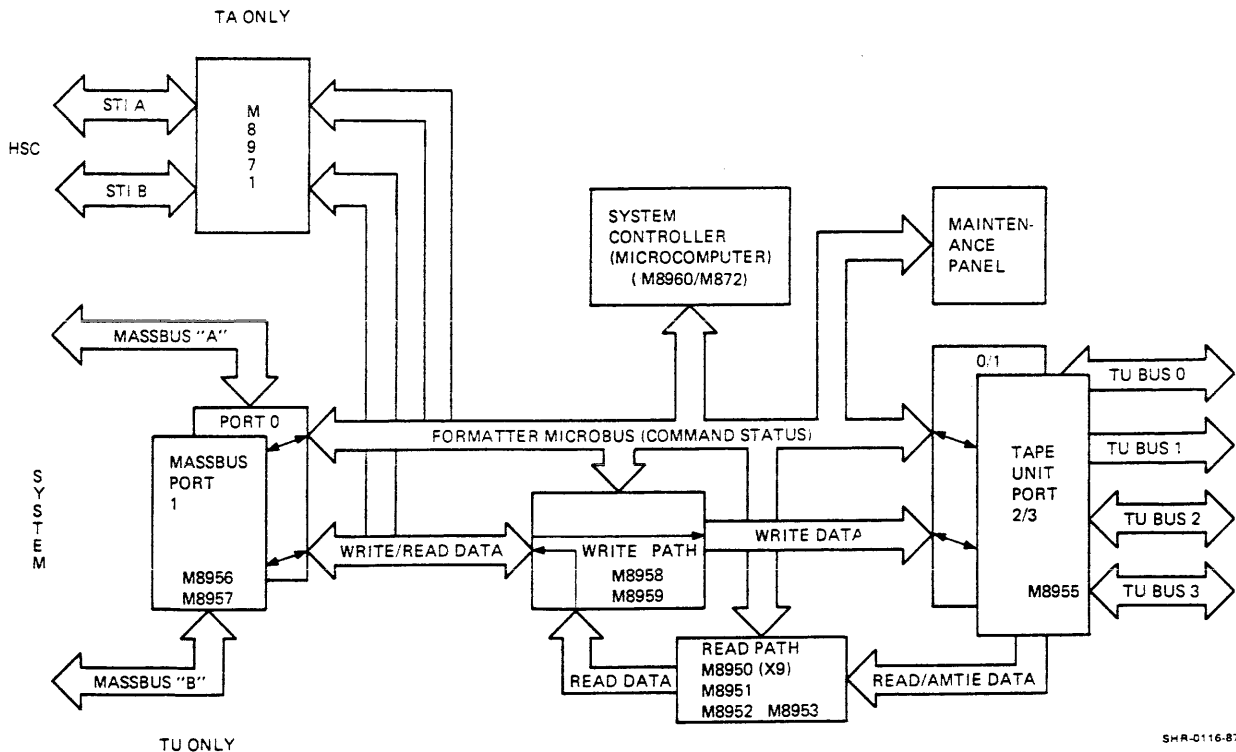 TA ONLY
HSC
STI A
STI B
M
8
9
7
1
SYSTEM
CONTROLLER
(MICROCOMPUTER)
(M8960/M872)
MAINTEN-
ANCE
PANEL
MASSBUS "A"
PORT 0
MASSBUS
PORT
1
M8956
M8957
S
Y
S
T
E
M
MASSBUS "B"
TU ONLY
FORMATTER MICROBUS (COMMAND STATUS)
WRITE/READ DATA
WRITE PATH
M8958
M8959
WRITE DATA
READ DATA
READ PATH
M8950 (X9)
M8951
M8952 M8953
READ/AMTIE DATA
0/1
TAPE
UNIT
PORT
2/3
M8955
TU BUS 0
TU BUS 1
TU BUS 2
TU BUS 3
SHR-0116-87